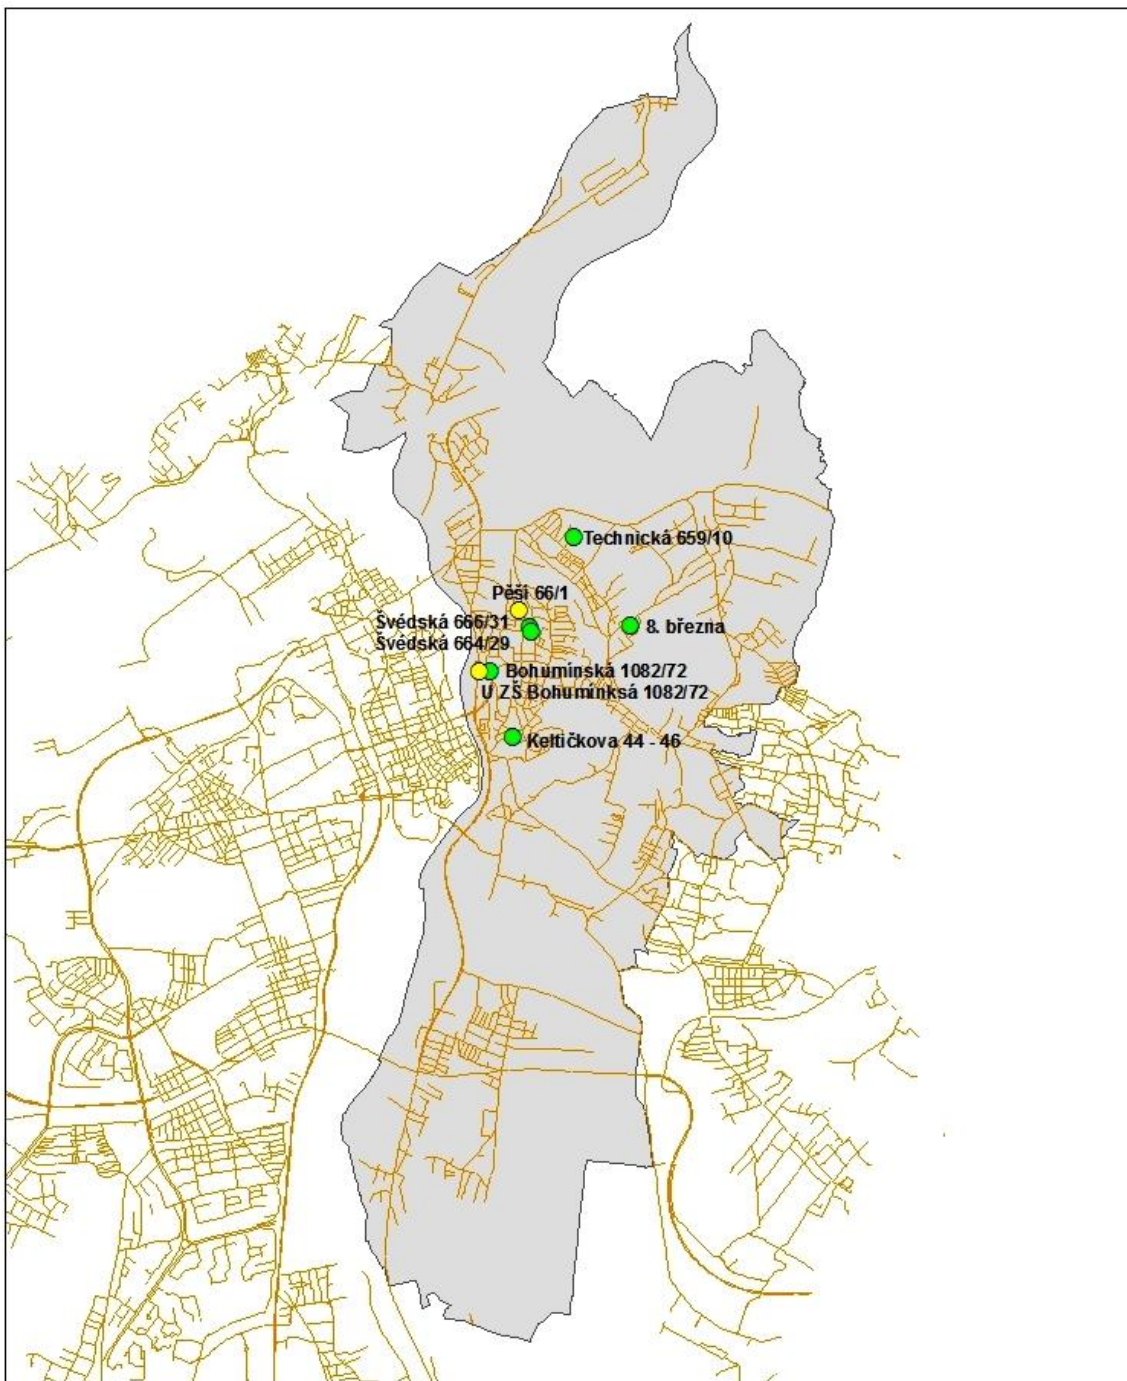 Technická 659/10
Pěší 66/1
Švédská 666/31
8. března
Švédská 664/29
Bohumínská 1082/72
U ZŠ Bohumínksá 1082/72
Keltičkova 44 - 46